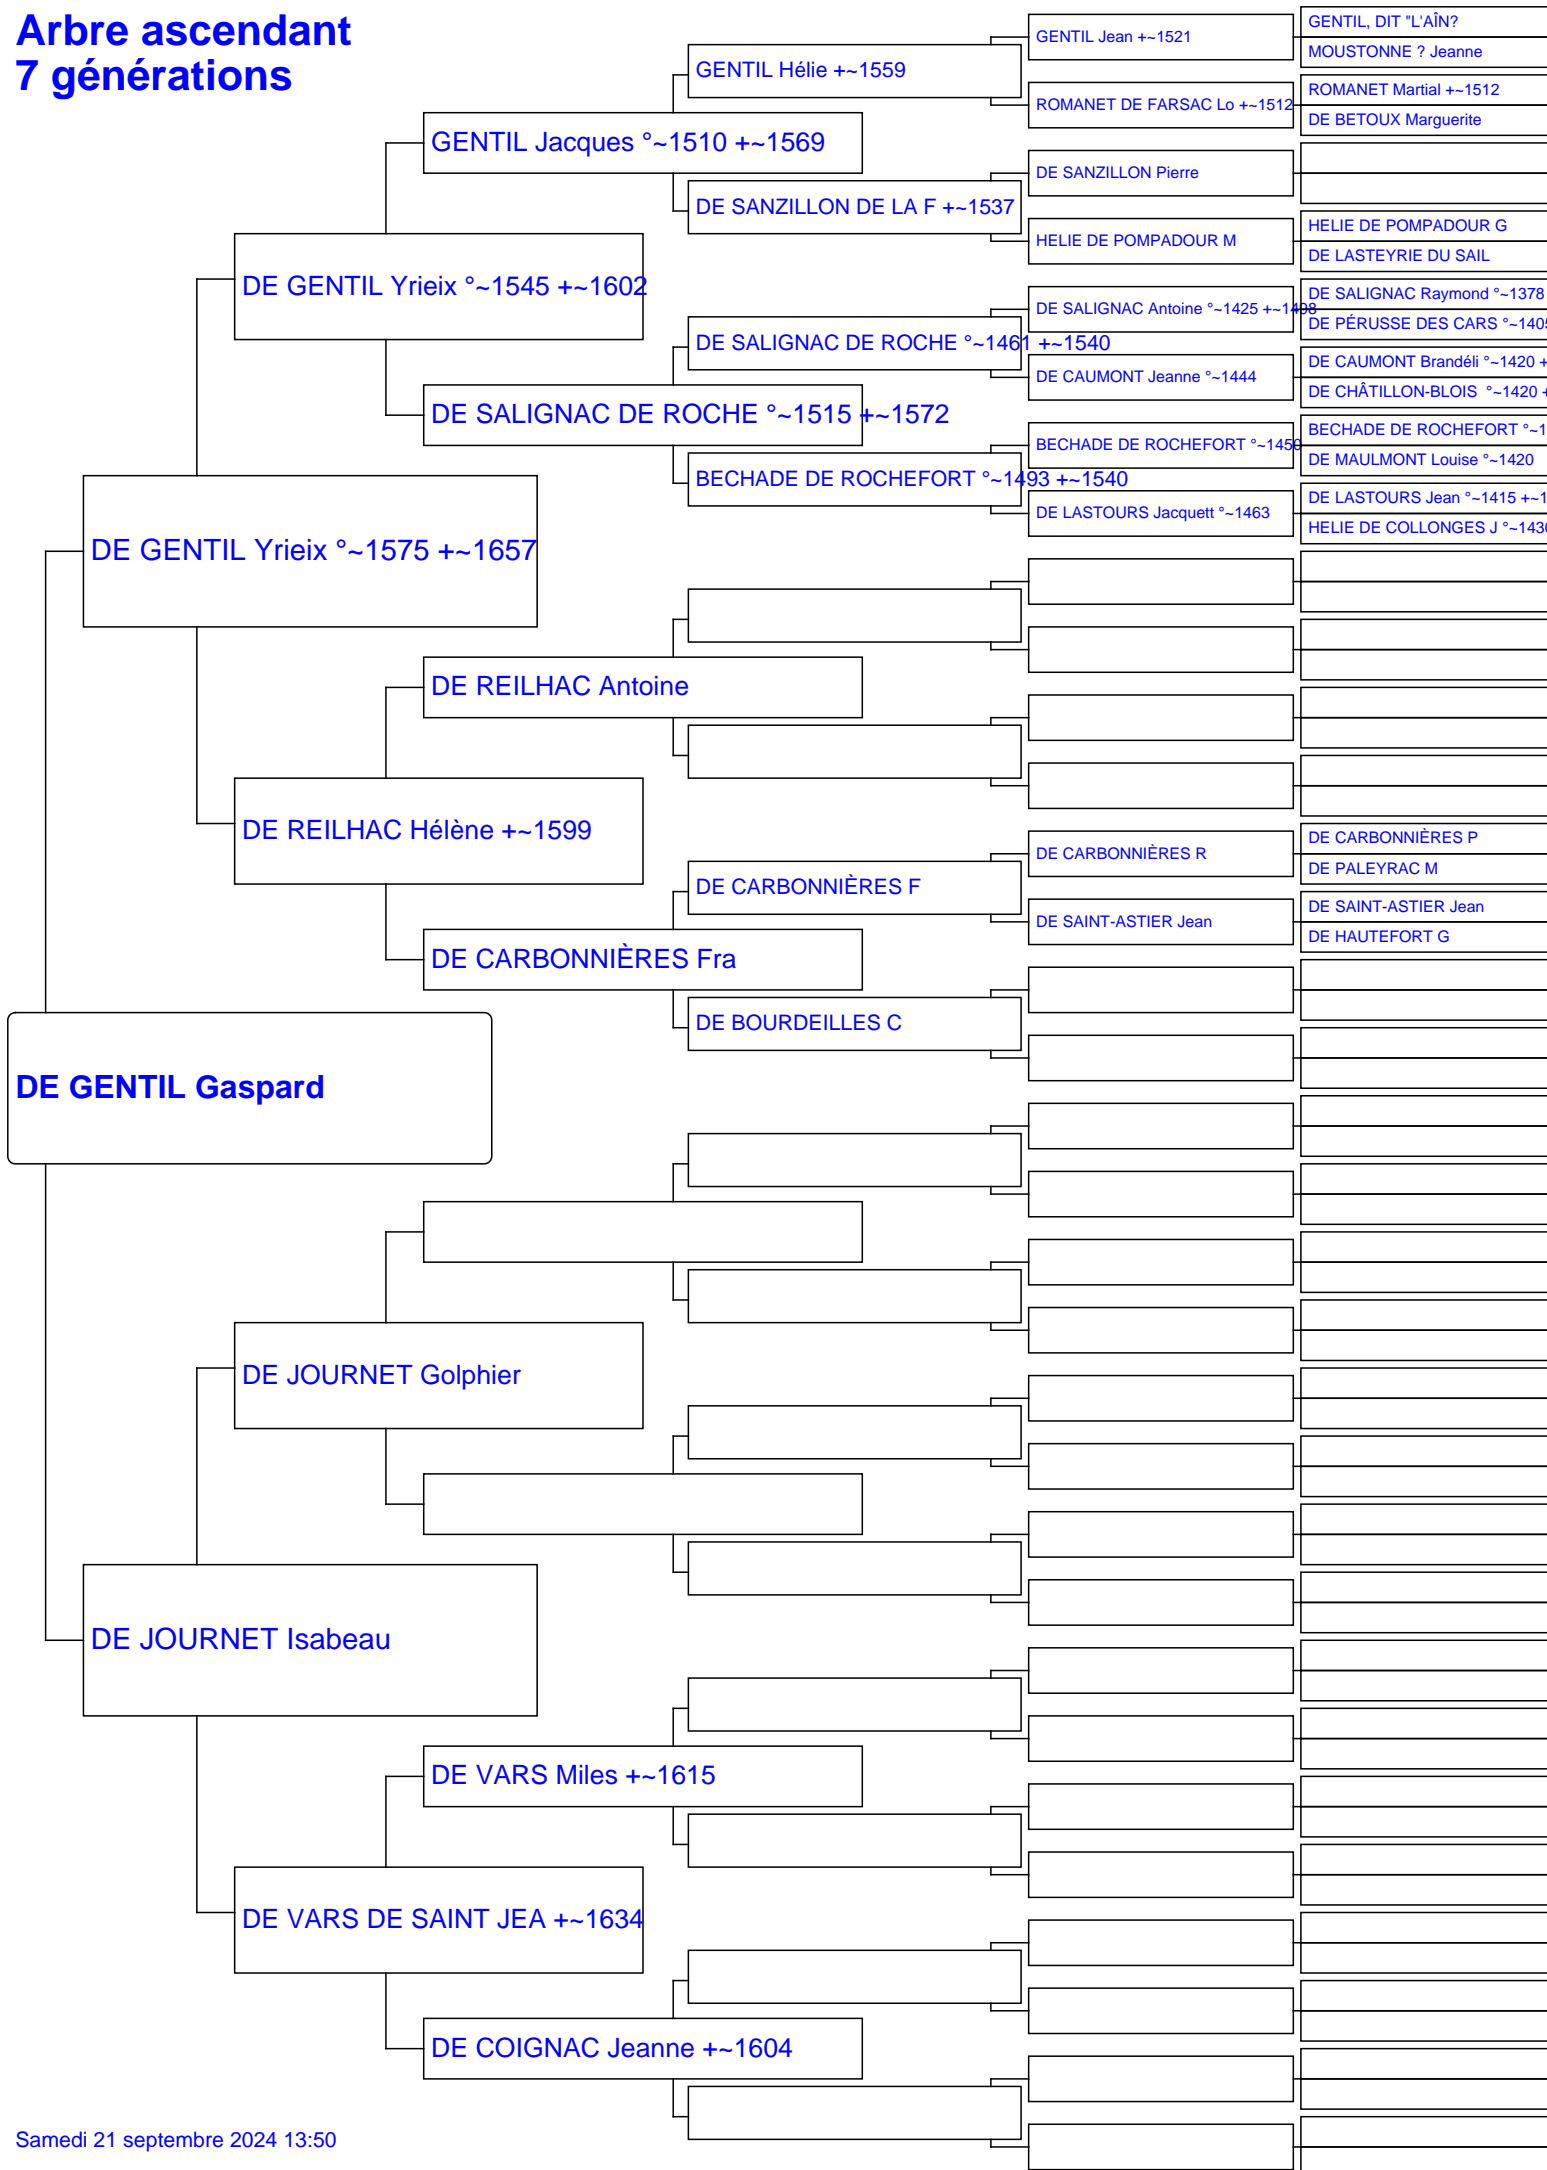 Arbre ascendant
7 générations
GENTIL Jean +~1521
GENTIL, DIT "L'AÎN?
MOUSTONNE ? Jeanne
GENTIL Hélie +~1559
ROMANET DE FARSAC Lo +~1512
ROMANET Martial +~1512
DE BETOUX Marguerite
GENTIL Jacques °~1510 +~1569
DE SANZILLON Pierre
DE SANZILLON DE LA F +~1537
HELIE DE POMPADOUR M
HELIE DE POMPADOUR G
DE LASTEYRIE DU SAIL
DE GENTIL Yrieix °~1545 +~1602
DE SALIGNAC Antoine °~1425 +~1498
DE SALIGNAC Raymond °~1378
DE PÉRUSSE DES CARS °~1405
DE SALIGNAC DE ROCHE °~1461 +~1540
DE CAUMONT Jeanne °~1444
DE CAUMONT Brandéli °~1420 +
DE CHÂTILLON-BLOIS °~1420 +
DE SALIGNAC DE ROCHE °~1515 +~1572
BECHADE DE ROCHEFORT °~1450
BECHADE DE ROCHEFORT °~1
DE MAULMONT Louise °~1420
BECHADE DE ROCHEFORT °~1493 +~1540
DE LASTOURS Jacquett °~1463
DE LASTOURS Jean °~1415 +~1
HELIE DE COLLONGES J °~1430
DE GENTIL Yrieix °~1575 +~1657
DE REILHAC Antoine
DE REILHAC Hélène +~1599
DE CARBONNIÈRES R
DE CARBONNIÈRES P
DE PALEYRAC M
DE CARBONNIÈRES F
DE SAINT-ASTIER Jean
DE SAINT-ASTIER Jean
DE HAUTEFORT G
DE CARBONNIÈRES Fra
DE BOURDEILLES C
DE GENTIL Gaspard
DE JOURNET Golphier
DE JOURNET Isabeau
DE VARS Miles +~1615
DE VARS DE SAINT JEA +~1634
DE COIGNAC Jeanne +~1604
Samedi 21 septembre 2024 13:50